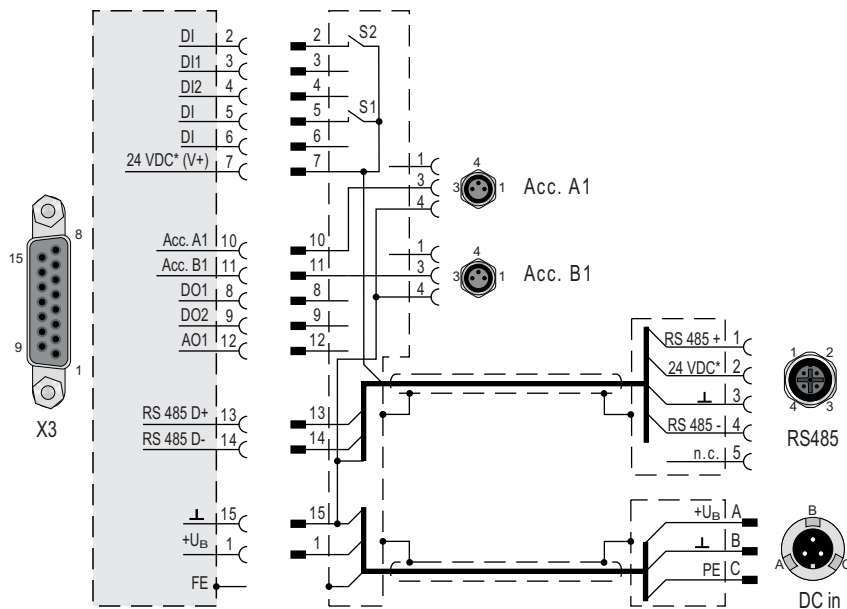 DI 2 2 S2
DI1 3 3
DI2 4 4
DI 5 5 S1
DI 6 6
24 VDC* (V+) 7 7
1 4
3 3 1 Acc. A1
4
Acc. A1 10 10
Acc. B1 11 11
1 4
3 3 1 Acc. B1
4
DO1 8 8
DO2 9 9
AO1 12 12
8
15
9
1
X3
RS 485 + 1
24 VDC* 2
⊥ 3
RS 485 - 4
n.c. 5
1 2
4 3
RS485
RS 485 D+ 13 13
RS 485 D- 14 14
⊥ 15 15
+UB 1 1
FE
+UB A
⊥ B
PE C
B
A C
DC in